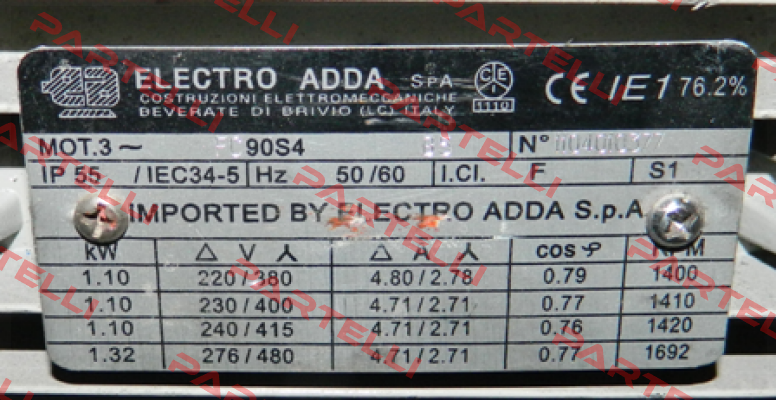 ELECTRO ADDA S.P.A. CE IE1 76.2%
COSTRUZIONI ELETTROMECCANICHE
BEVERATE DI BRIVIO (LC) ITALY
MOT.3~ 90S4 N°
IP 55 / IEC34-5 Hz 50/60 I.Cl. F S1
IMPORTED BY ELECTRO ADDA S.p.A
kW Δ V ⅄ Δ A ⅄ cos φ RPM
1.10 220/380 4.80/2.78 0.79 1400
1.10 230/400 4.71/2.71 0.77 1410
1.10 240/415 4.71/2.71 0.76 1420
1.32 276/480 4.71/2.71 0.77 1692
PARTELLI